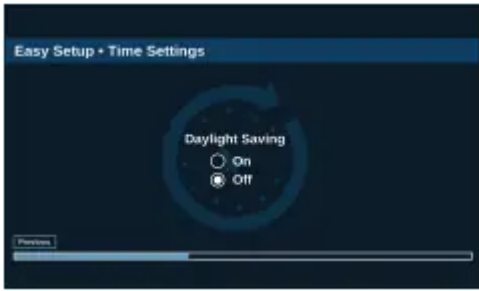 Easy Setup • Time Settings
Daylight Saving
On
Off
Previous